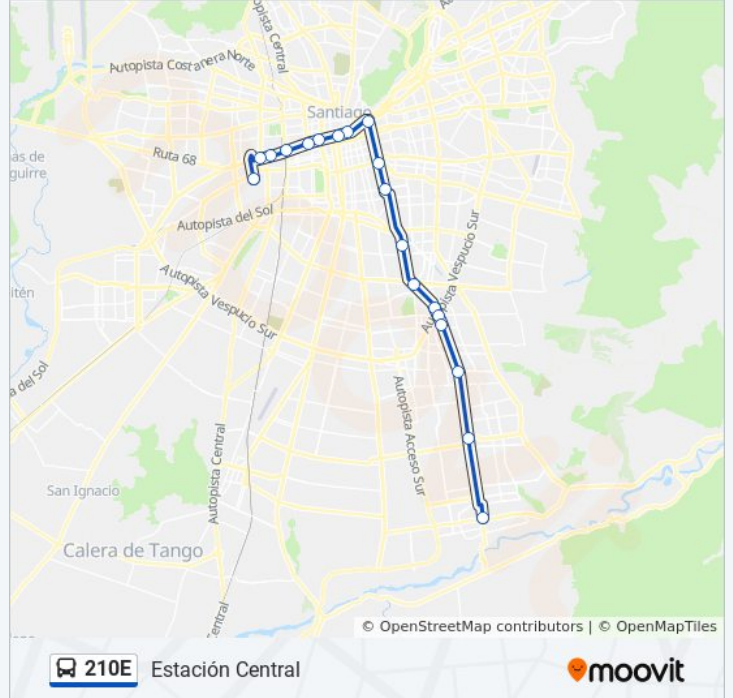 Autopista Central
Autopista Costanera Norte
Santiago
Ruta 68
ás de
guirre
Autopista del Sol
Autopista Vespucio Sur
itén
Autopista Vespucio Sur
a del Sol
Autopista Acceso Sur
Autopista Central
San Ignacio
Calera de Tango
entral
© OpenStreetMap contributors | © OpenMapTiles
210E Estación Central
moovit